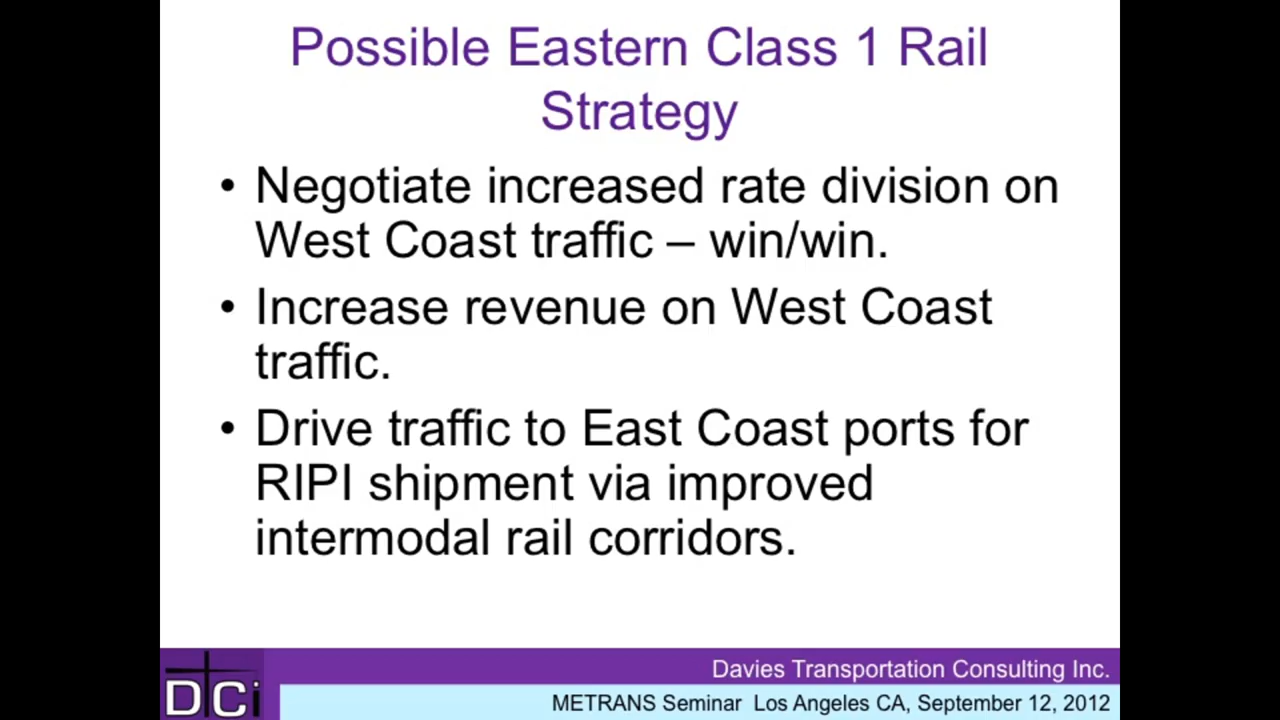 Possible Eastern Class 1 Rail
Strategy
• Negotiate increased rate division on
West Coast traffic – win/win.
• Increase revenue on West Coast
traffic.
• Drive traffic to East Coast ports for
RIPI shipment via improved
intermodal rail corridors.
Davies Transportation Consulting Inc.
DTCi
METRANS Seminar Los Angeles CA, September 12, 2012